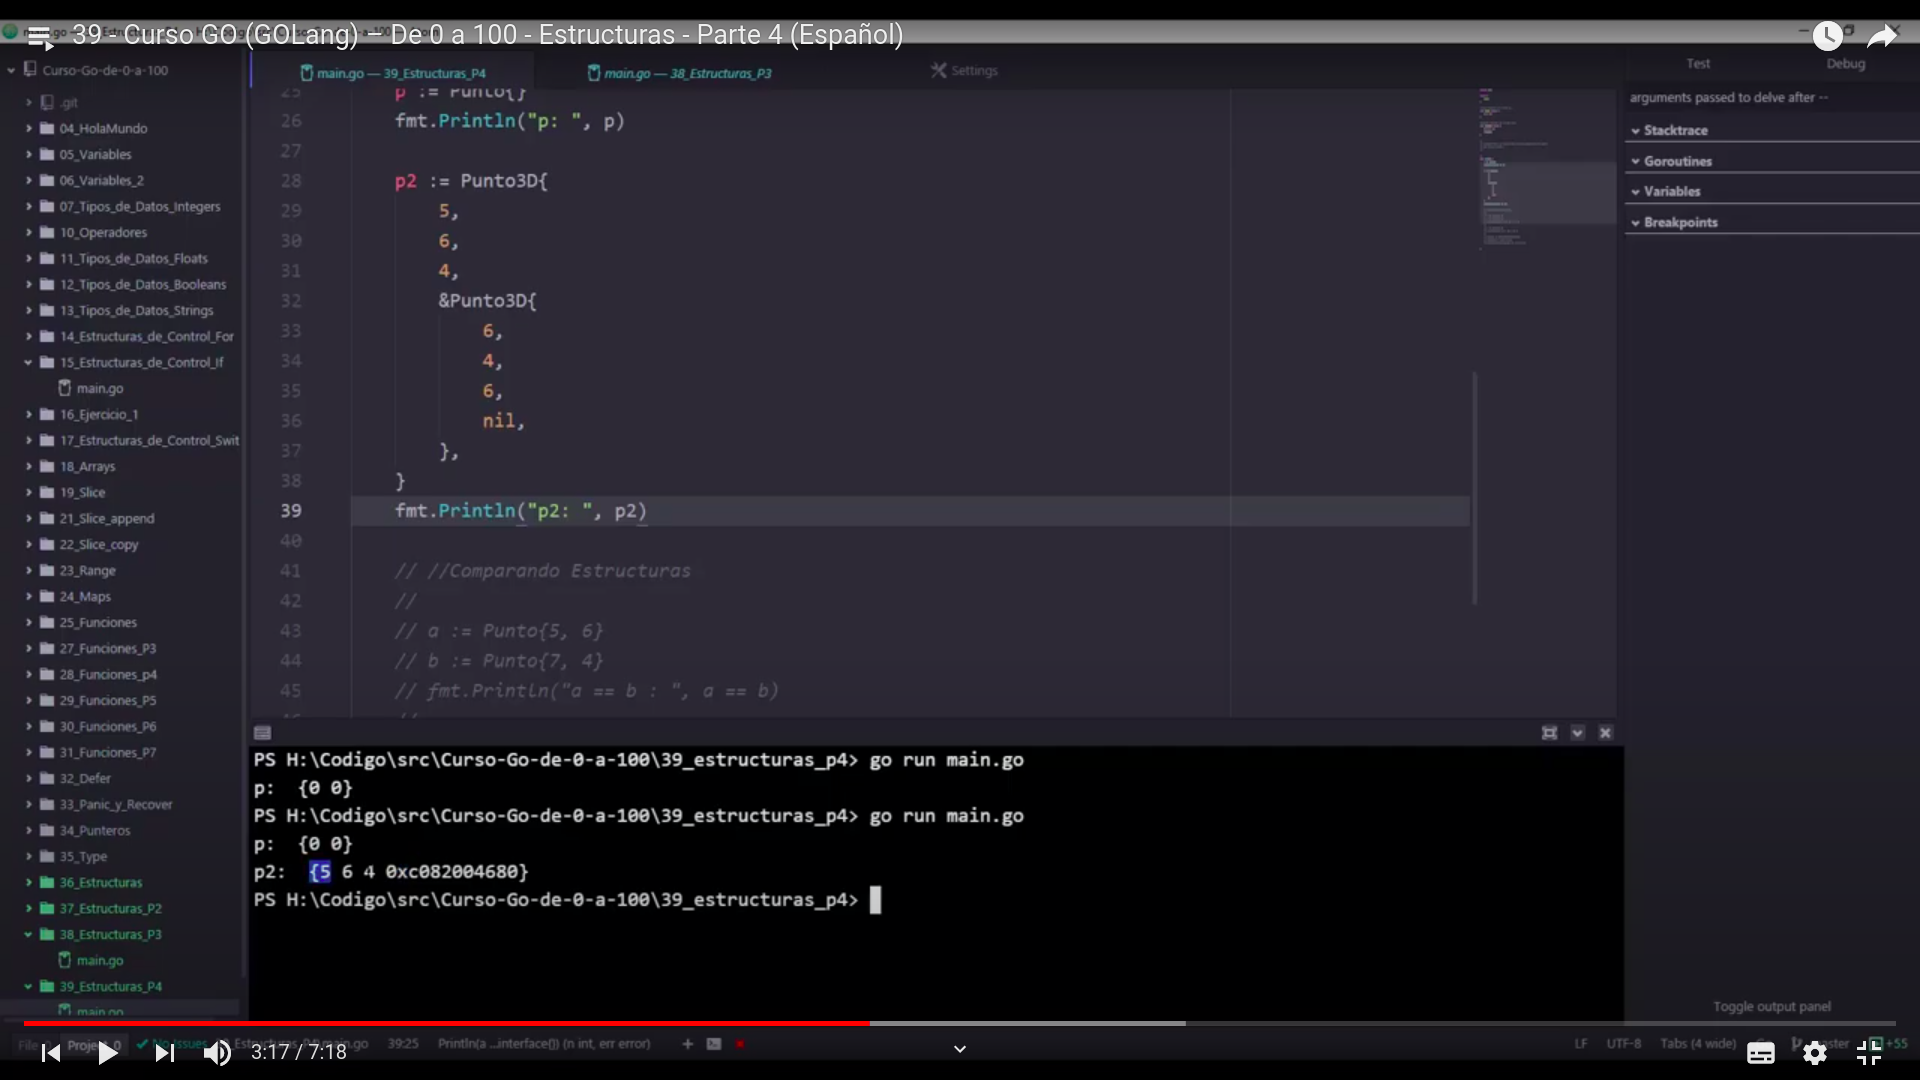 39 - Curso GO (GOLang) – De 0 a 100 - Estructuras - Parte 4 (Español)
Curso-Go-de-0-a-100
.git
04_HolaMundo
05_Variables
06_Variables_2
07_Tipos_de_Datos_Integers
10_Operadores
11_Tipos_de_Datos_Floats
12_Tipos_de_Datos_Booleans
13_Tipos_de_Datos_Strings
14_Estructuras_de_Control_For
15_Estructuras_de_Control_If
main.go
16_Ejercicio_1
17_Estructuras_de_Control_Swit
18_Arrays
19_Slice
21_Slice_append
22_Slice_copy
23_Range
24_Maps
25_Funciones
27_Funciones_P3
28_Funciones_p4
29_Funciones_P5
30_Funciones_P6
31_Funciones_P7
32_Defer
33_Panic_y_Recover
34_Punteros
35_Type
36_Estructuras
37_Estructuras_P2
38_Estructuras_P3
main.go
39_Estructuras_P4
main.go
main.go — 39_Estructuras_P4
main.go — 38_Estructuras_P3
Settings
25 p := Punto{}
26 fmt.Println("p: ", p)
27
28 p2 := Punto3D{
29 5,
30 6,
31 4,
32 &Punto3D{
33 6,
34 4,
35 6,
36 nil,
37 },
38 }
39 fmt.Println("p2: ", p2)
40
41 // //Comparando Estructuras
42 //
43 // a := Punto{5, 6}
44 // b := Punto{7, 4}
45 // fmt.Println("a == b : ", a == b)
Test
Debug
arguments passed to delve after --
Stacktrace
Goroutines
Variables
Breakpoints
PS H:\Codigo\src\Curso-Go-de-0-a-100\39_estructuras_p4> go run main.go
p: {0 0}
PS H:\Codigo\src\Curso-Go-de-0-a-100\39_estructuras_p4> go run main.go
p: {0 0}
p2: {5 6 4 0xc082004680}
PS H:\Codigo\src\Curso-Go-de-0-a-100\39_estructuras_p4>
Toggle output panel
File 0 Project 0 No Issues
3:17 / 7:18
39:25 Println(a ...interface{}) (n int, err error)
LF UTF-8 Tabs (4 wide)
+55